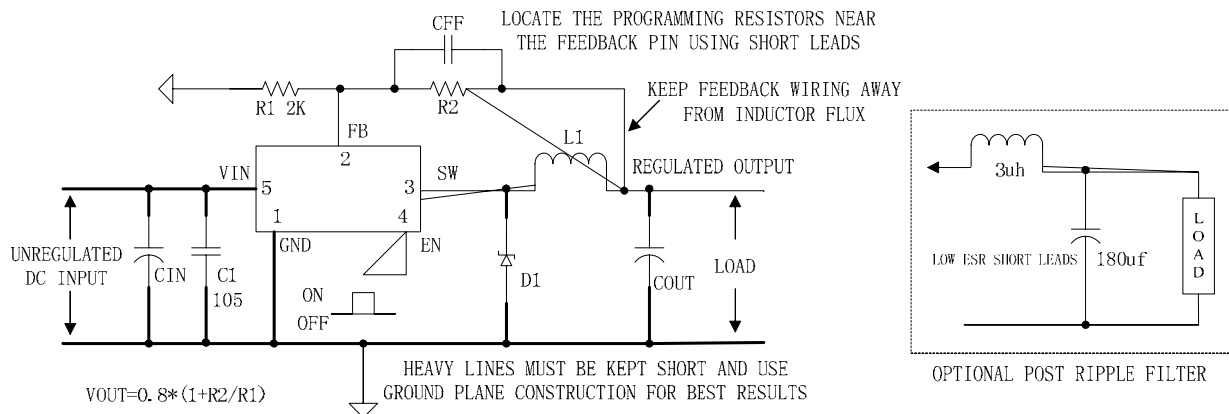 CFF
LOCATE THE PROGRAMMING RESISTORS NEAR
THE FEEDBACK PIN USING SHORT LEADS
R1 2K
R2
KEEP FEEDBACK WIRING AWAY
FROM INDUCTOR FLUX
FB
2
L1
VIN
SW
REGULATED OUTPUT
5
3
1
4
GND
EN
UNREGULATED
DC INPUT
CIN
C1
105
ON
OFF
D1
COUT
LOAD
HEAVY LINES MUST BE KEPT SHORT AND USE
GROUND PLANE CONSTRUCTION FOR BEST RESULTS
VOUT=0.8*(1+R2/R1)
3uh
LOW ESR SHORT LEADS
180uf
LOAD
OPTIONAL POST RIPPLE FILTER